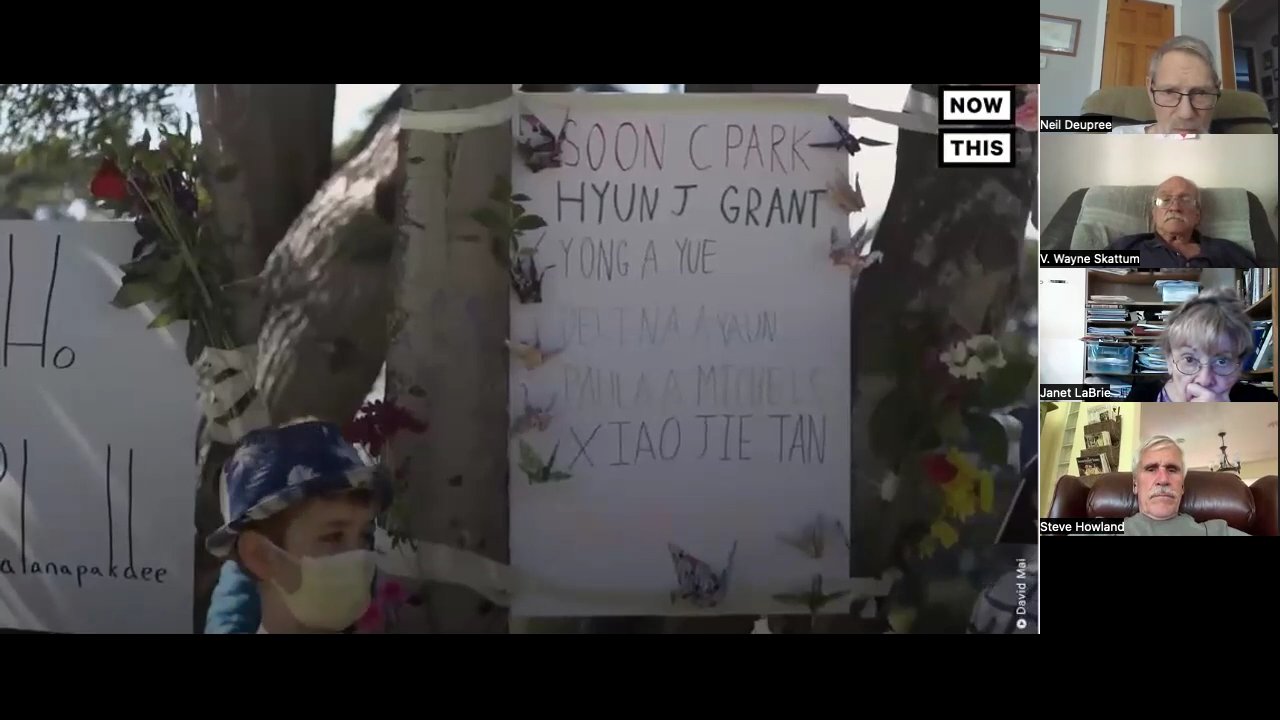 NOW
THIS
SOON C PARK
HYUN J GRANT
YONG A YUE
XIAO JIE TAN
Ho
alanapakdee
David Mai
Neil Deupree
V. Wayne Skattum
Janet LaBrie
Steve Howland